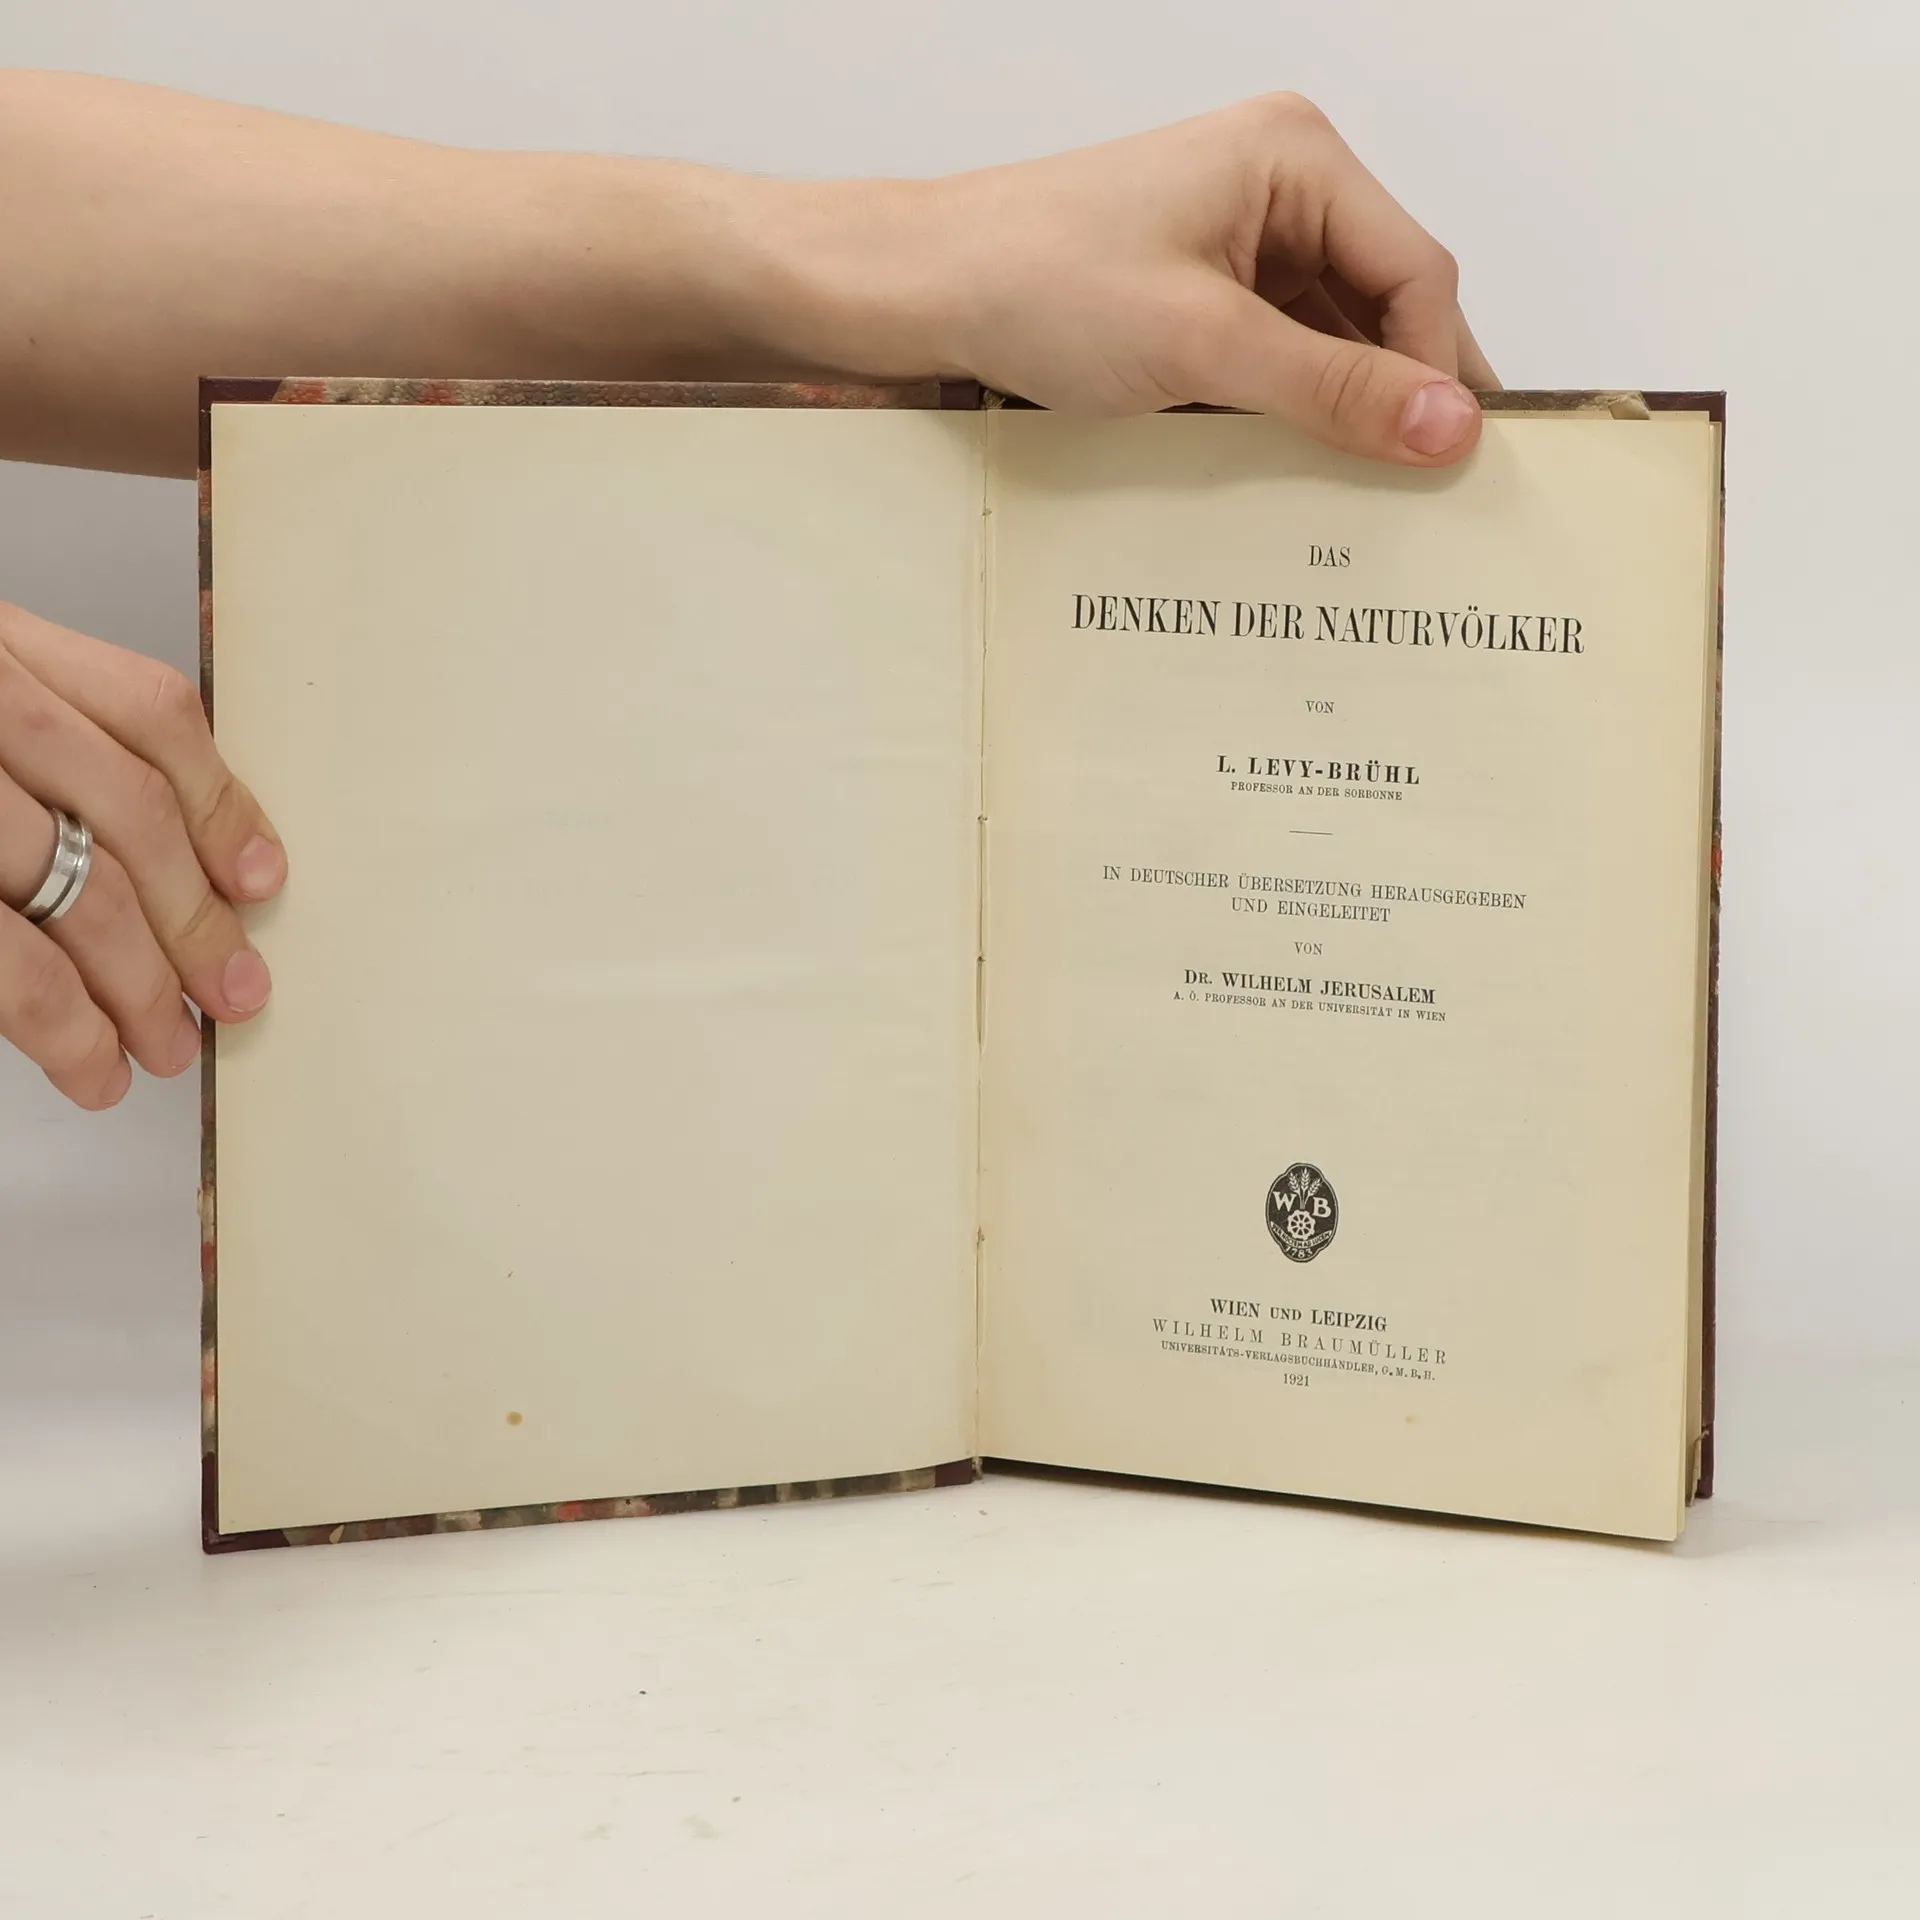 DAS
DENKEN DER NATURVÖLKER
VON
L. LEVY-BRÜHL
PROFESSOR AN DER SORBONNE
IN DEUTSCHER ÜBERSETZUNG HERAUSGEGEBEN
UND EINGELEITET
VON
DR. WILHELM JERUSALEM
A. Ö. PROFESSOR AN DER UNIVERSITÄT IN WIEN
W B
1783
WIEN UND LEIPZIG
WILHELM BRAUMÜLLER
UNIVERSITÄTS-VERLAGSBUCHHÄNDLER, G. M. B. H.
1921